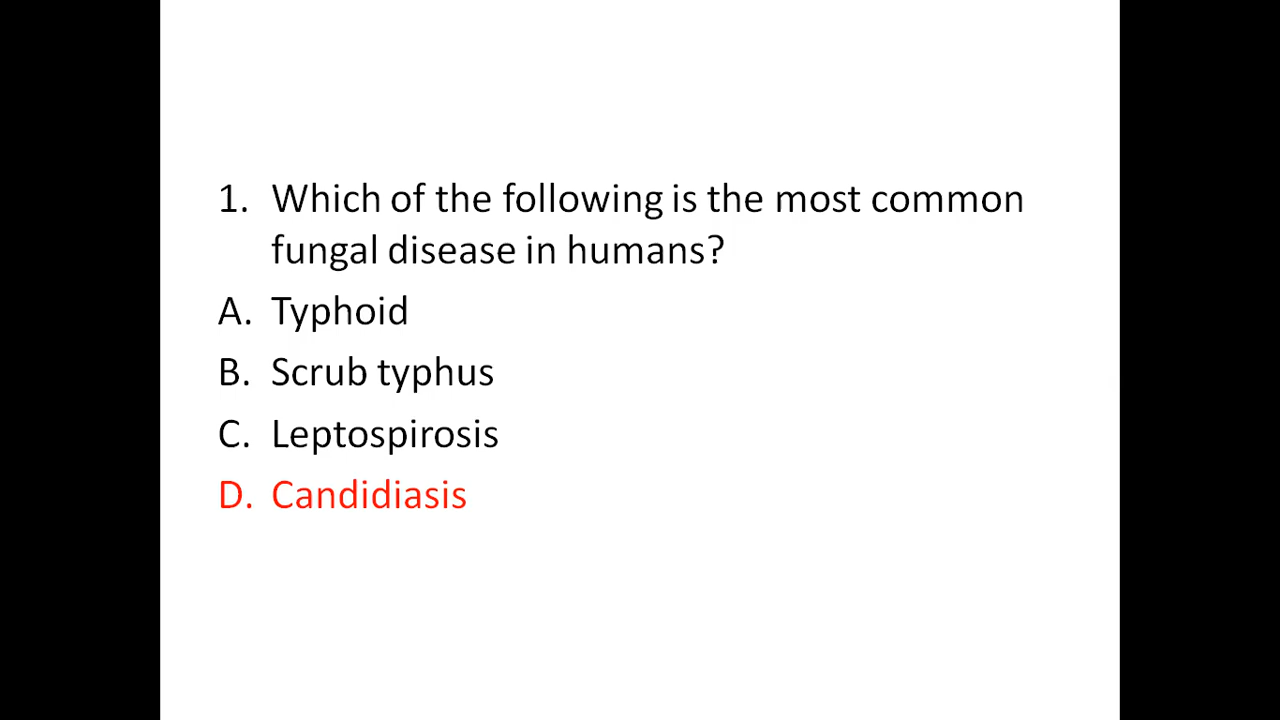 1. Which of the following is the most common
fungal disease in humans?
A. Typhoid
B. Scrub typhus
C. Leptospirosis
D. Candidiasis